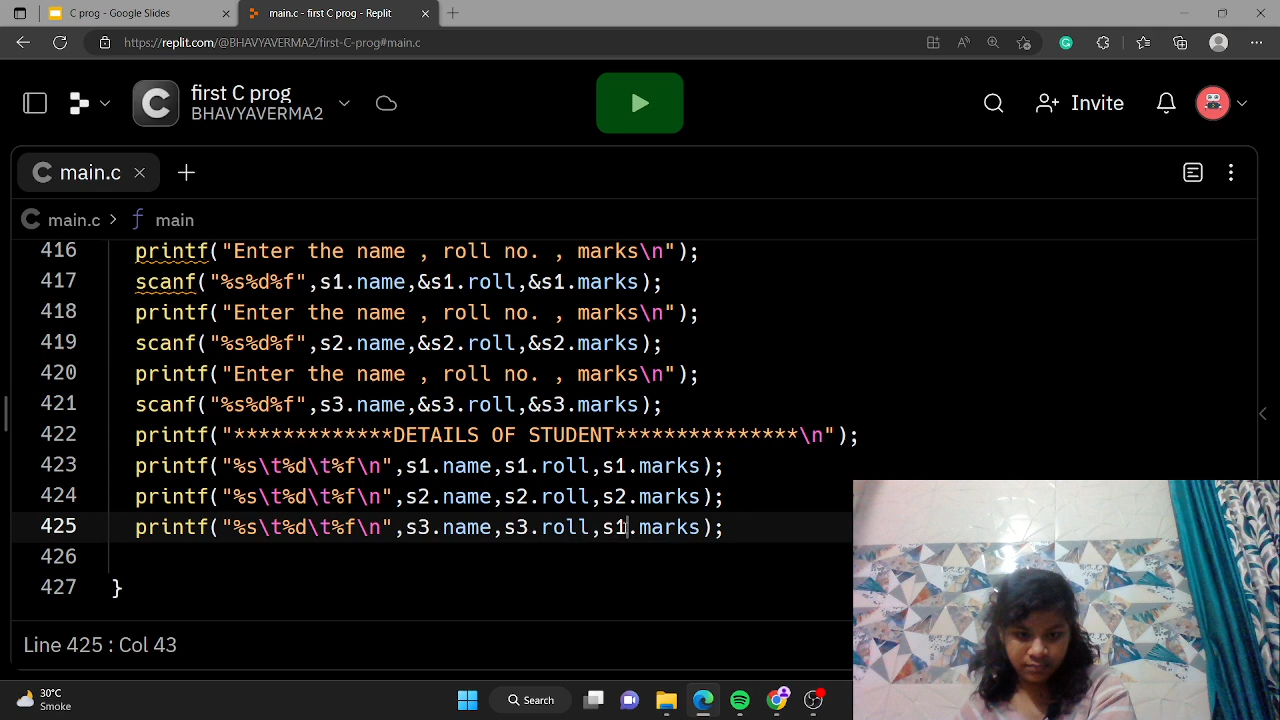 C prog - Google Slides
main.c - first C prog - Replit
https://replit.com/@BHAVYAVERMA2/first-C-prog#main.c
first C prog
BHAVYAVERMA2
Invite
main.c
main.c > f main
416 printf("Enter the name , roll no. , marks\n");
417 scanf("%s%d%f",s1.name,&s1.roll,&s1.marks);
418 printf("Enter the name , roll no. , marks\n");
419 scanf("%s%d%f",s2.name,&s2.roll,&s2.marks);
420 printf("Enter the name , roll no. , marks\n");
421 scanf("%s%d%f",s3.name,&s3.roll,&s3.marks);
422 printf("*************DETAILS OF STUDENT***************\n");
423 printf("%s\t%d\t%f\n",s1.name,s1.roll,s1.marks);
424 printf("%s\t%d\t%f\n",s2.name,s2.roll,s2.marks);
425 printf("%s\t%d\t%f\n",s3.name,s3.roll,s1.marks);
426
427 }
Line 425 : Col 43
30°C
Smoke
Search